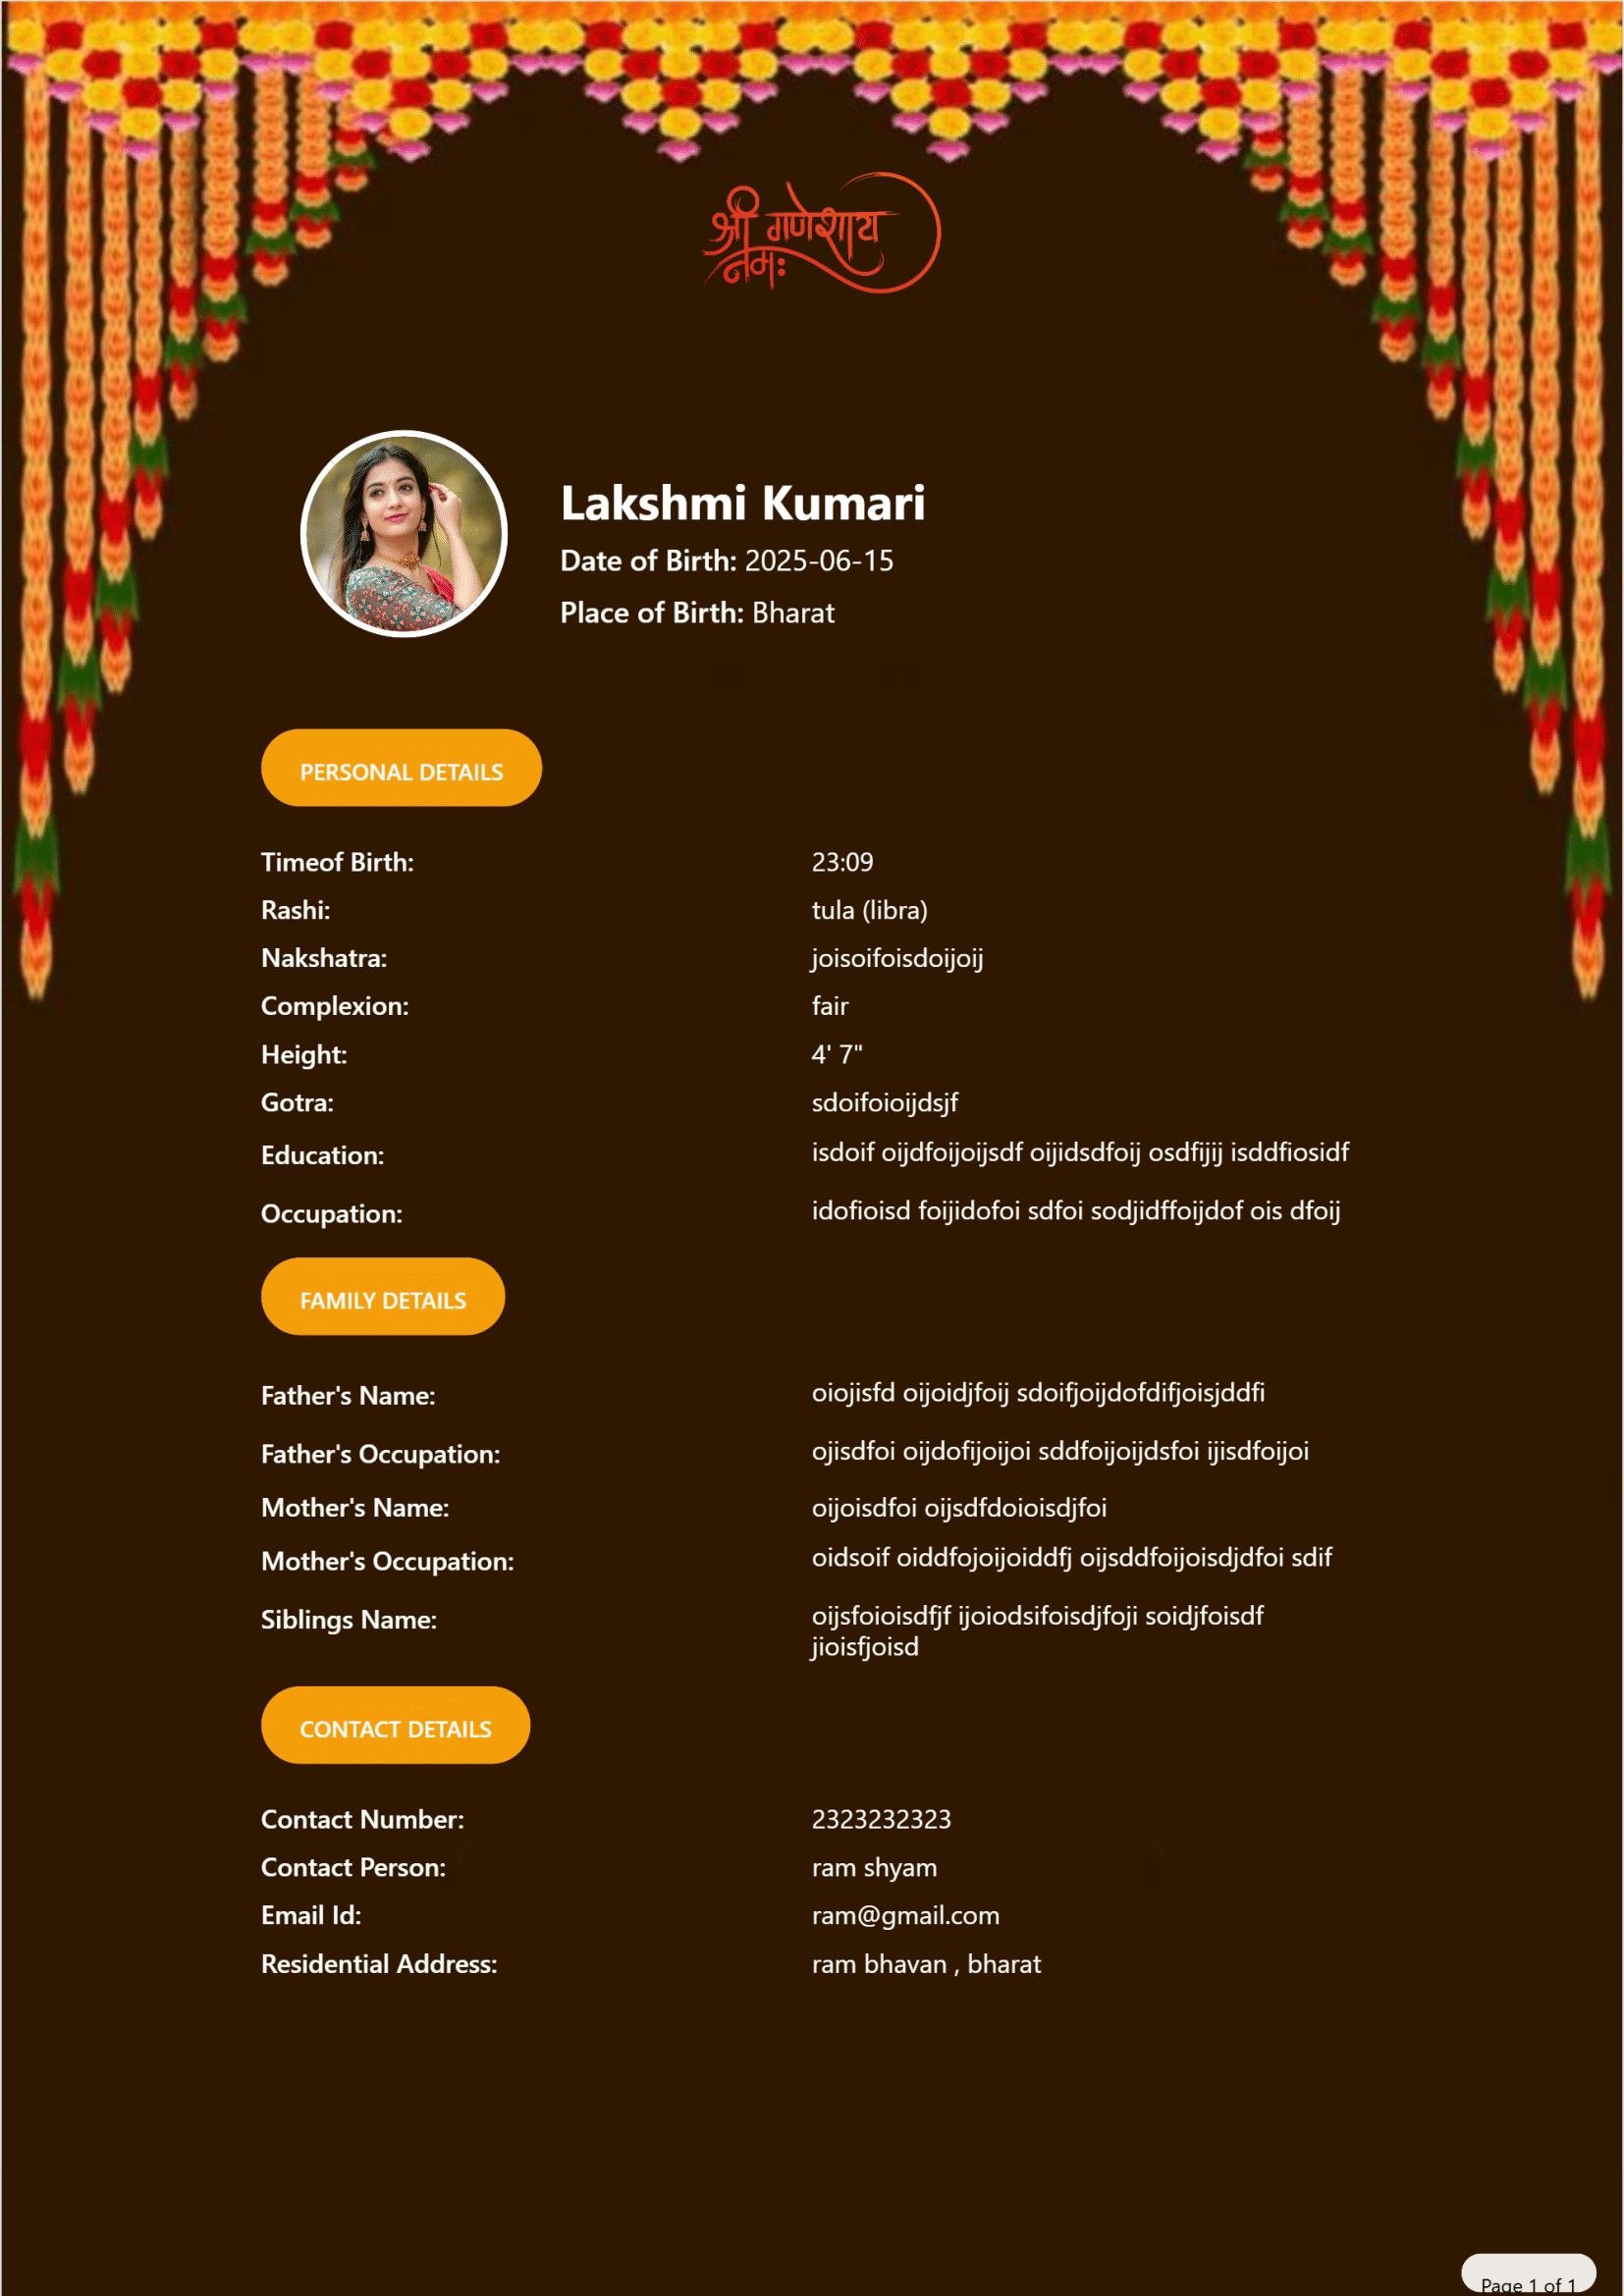 श्री गणेशाय
नमः
Lakshmi Kumari
Date of Birth: 2025-06-15
Place of Birth: Bharat
PERSONAL DETAILS
Timeof Birth: 23:09
Rashi: tula (libra)
Nakshatra: joisoifoisdoijoij
Complexion: fair
Height: 4' 7"
Gotra: sdoifoioijdsjf
Education: isdoif oijdfoijoijsdf oijidsdfoij osdfijij isddfiosidf
Occupation: idofioisd foijidofoi sdfoi sodjidffoijdof ois dfoij
FAMILY DETAILS
Father's Name: oiojisfd oijoidjfoij sdoifjoijdofdifjoisjddfi
Father's Occupation: ojisdfoi oijdofijoijoi sddfoijoijdsfoi ijisdfoijoi
Mother's Name: oijoisdfoi oijsdfdoioisdjfoi
Mother's Occupation: oidsoif oiddfojoijoiddfj oijsddfoijoisdjdfoi sdif
Siblings Name: oijsfoioisdfjf ijoiodsifoisdjfoji soidjfoisdf
jioisfjoisd
CONTACT DETAILS
Contact Number: 2323232323
Contact Person: ram shyam
Email Id: ram@gmail.com
Residential Address: ram bhavan , bharat
Page 1 of 1